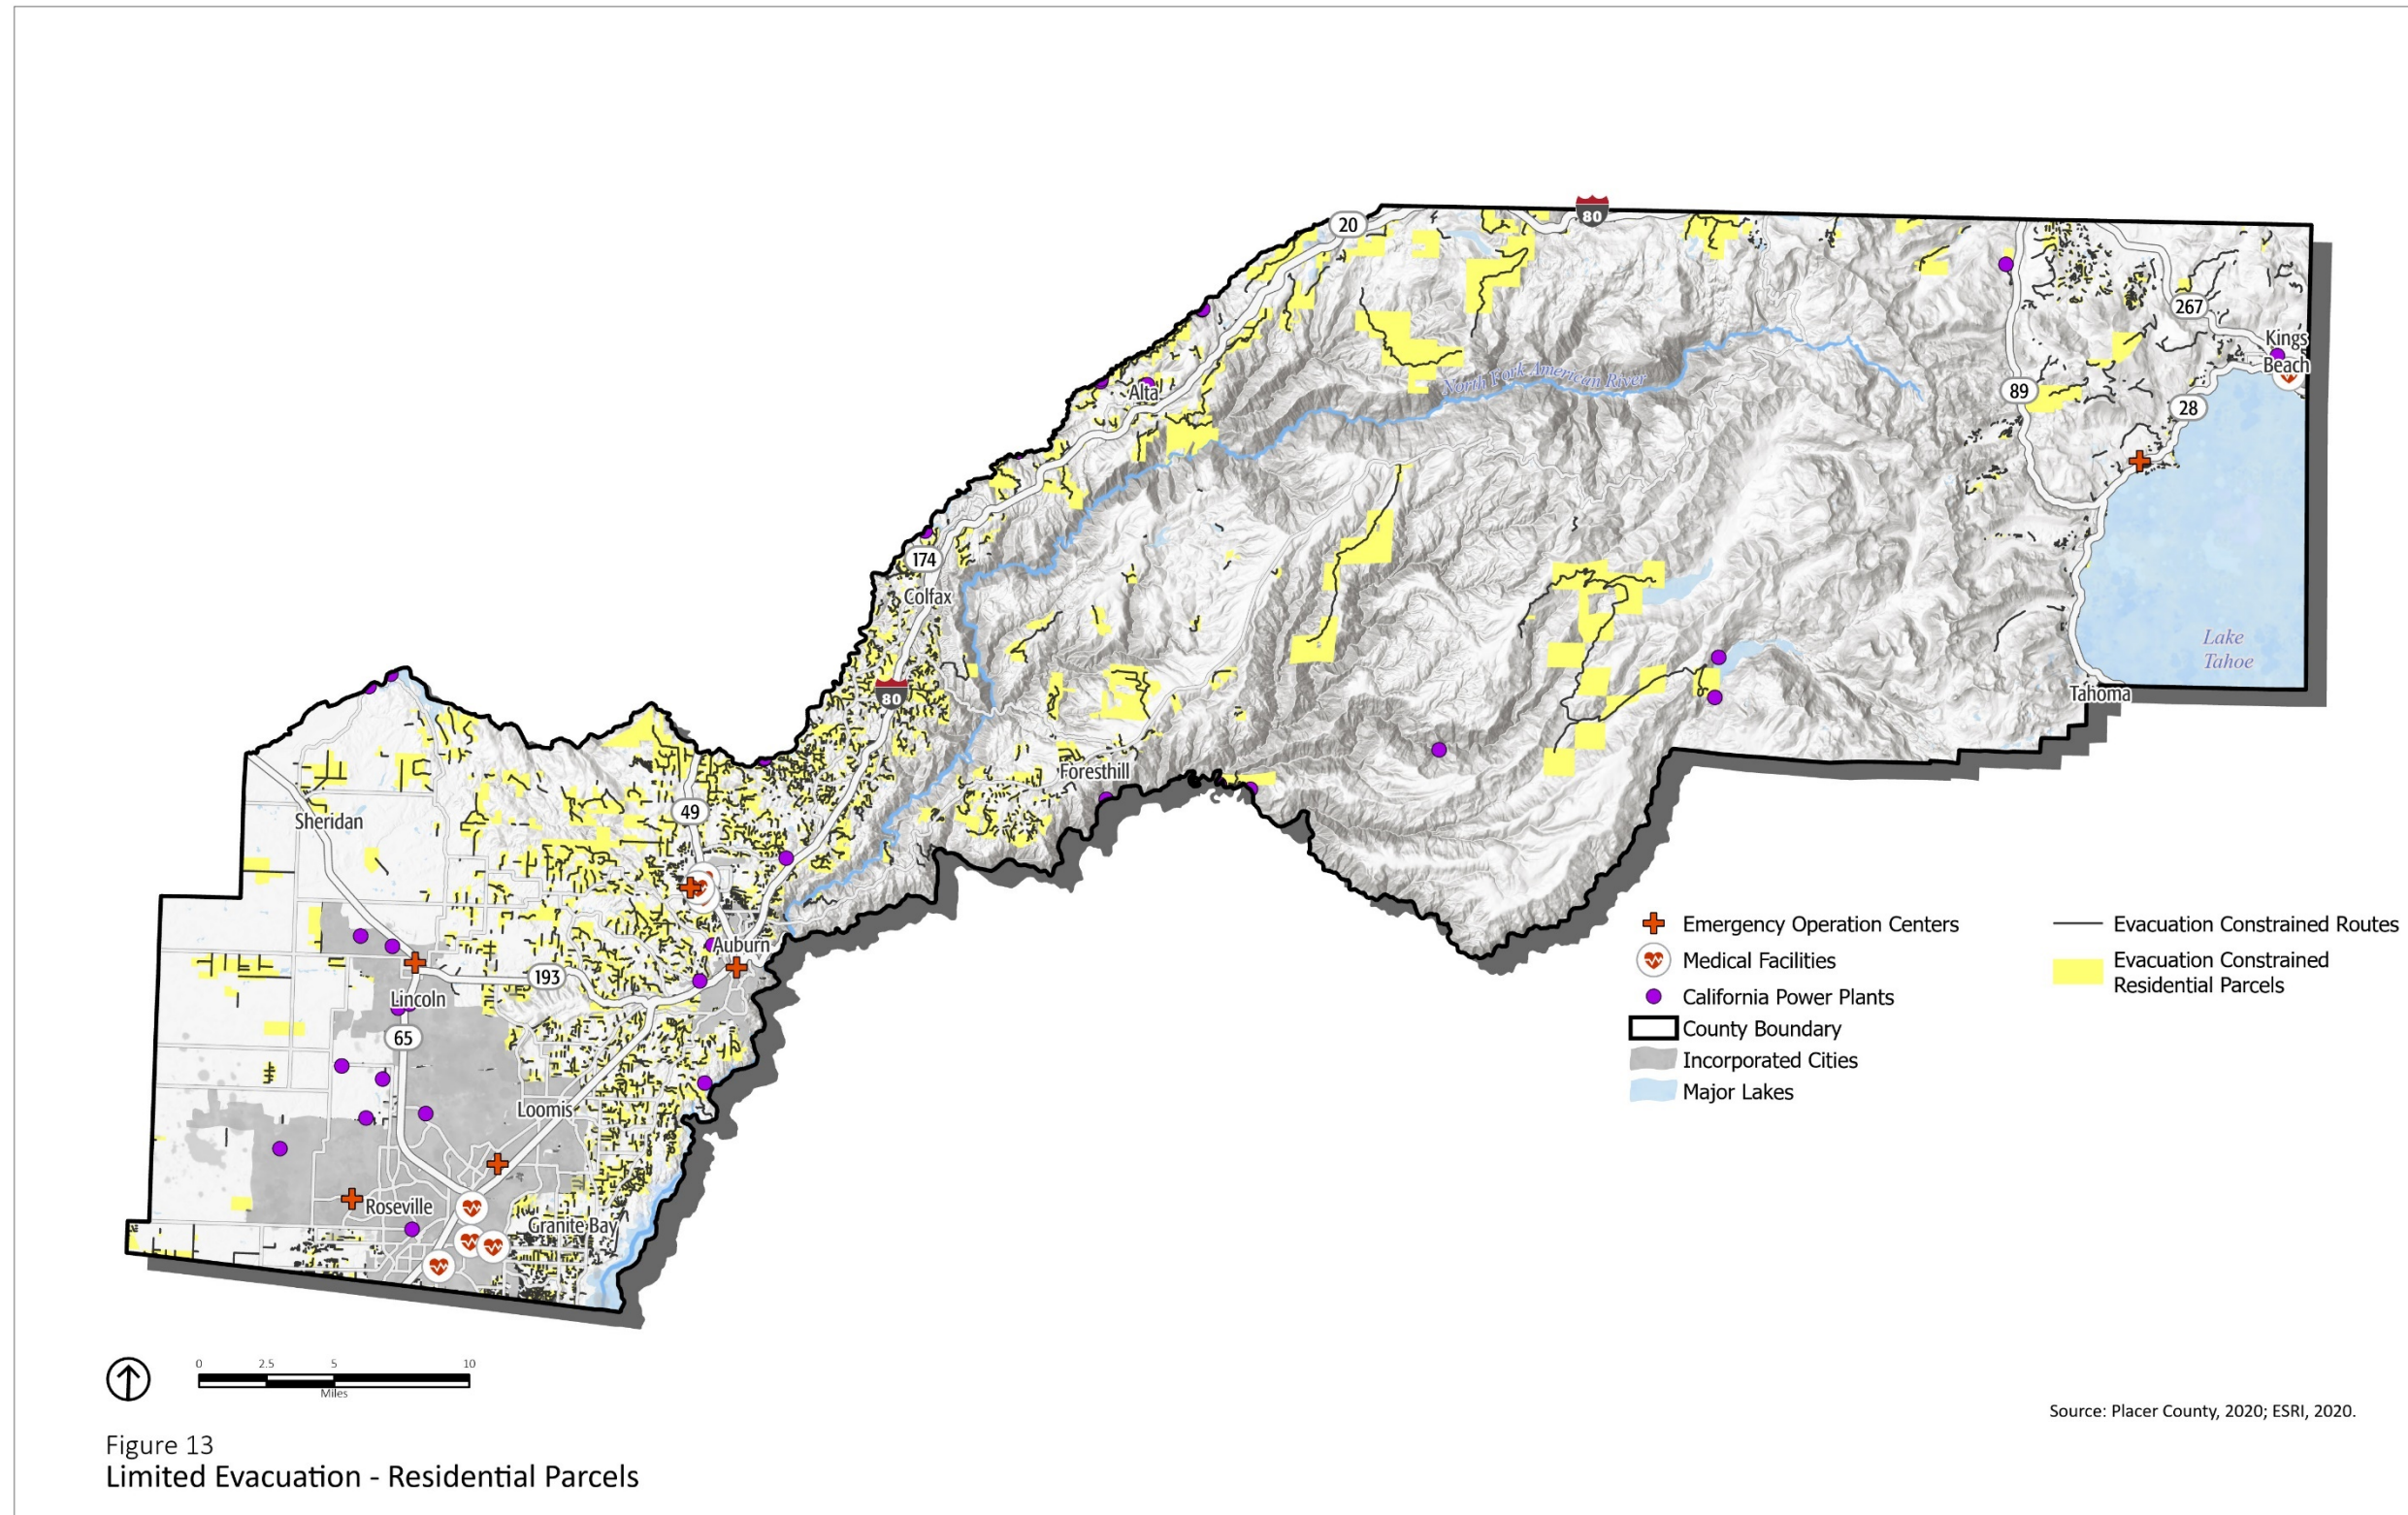 20
80
267
Kings
Beach
Alta
North Fork American River
89
28
174
Colfax
Lake
Tahoe
80
Tahoma
Foresthill
49
Sheridan
Auburn
193
Lincoln
65
Loomis
Roseville
Granite Bay
Emergency Operation Centers
Medical Facilities
California Power Plants
County Boundary
Incorporated Cities
Major Lakes
Evacuation Constrained Routes
Evacuation Constrained
Residential Parcels
0 2.5 5 10
Miles
Source: Placer County, 2020; ESRI, 2020.
Figure 13
Limited Evacuation - Residential Parcels